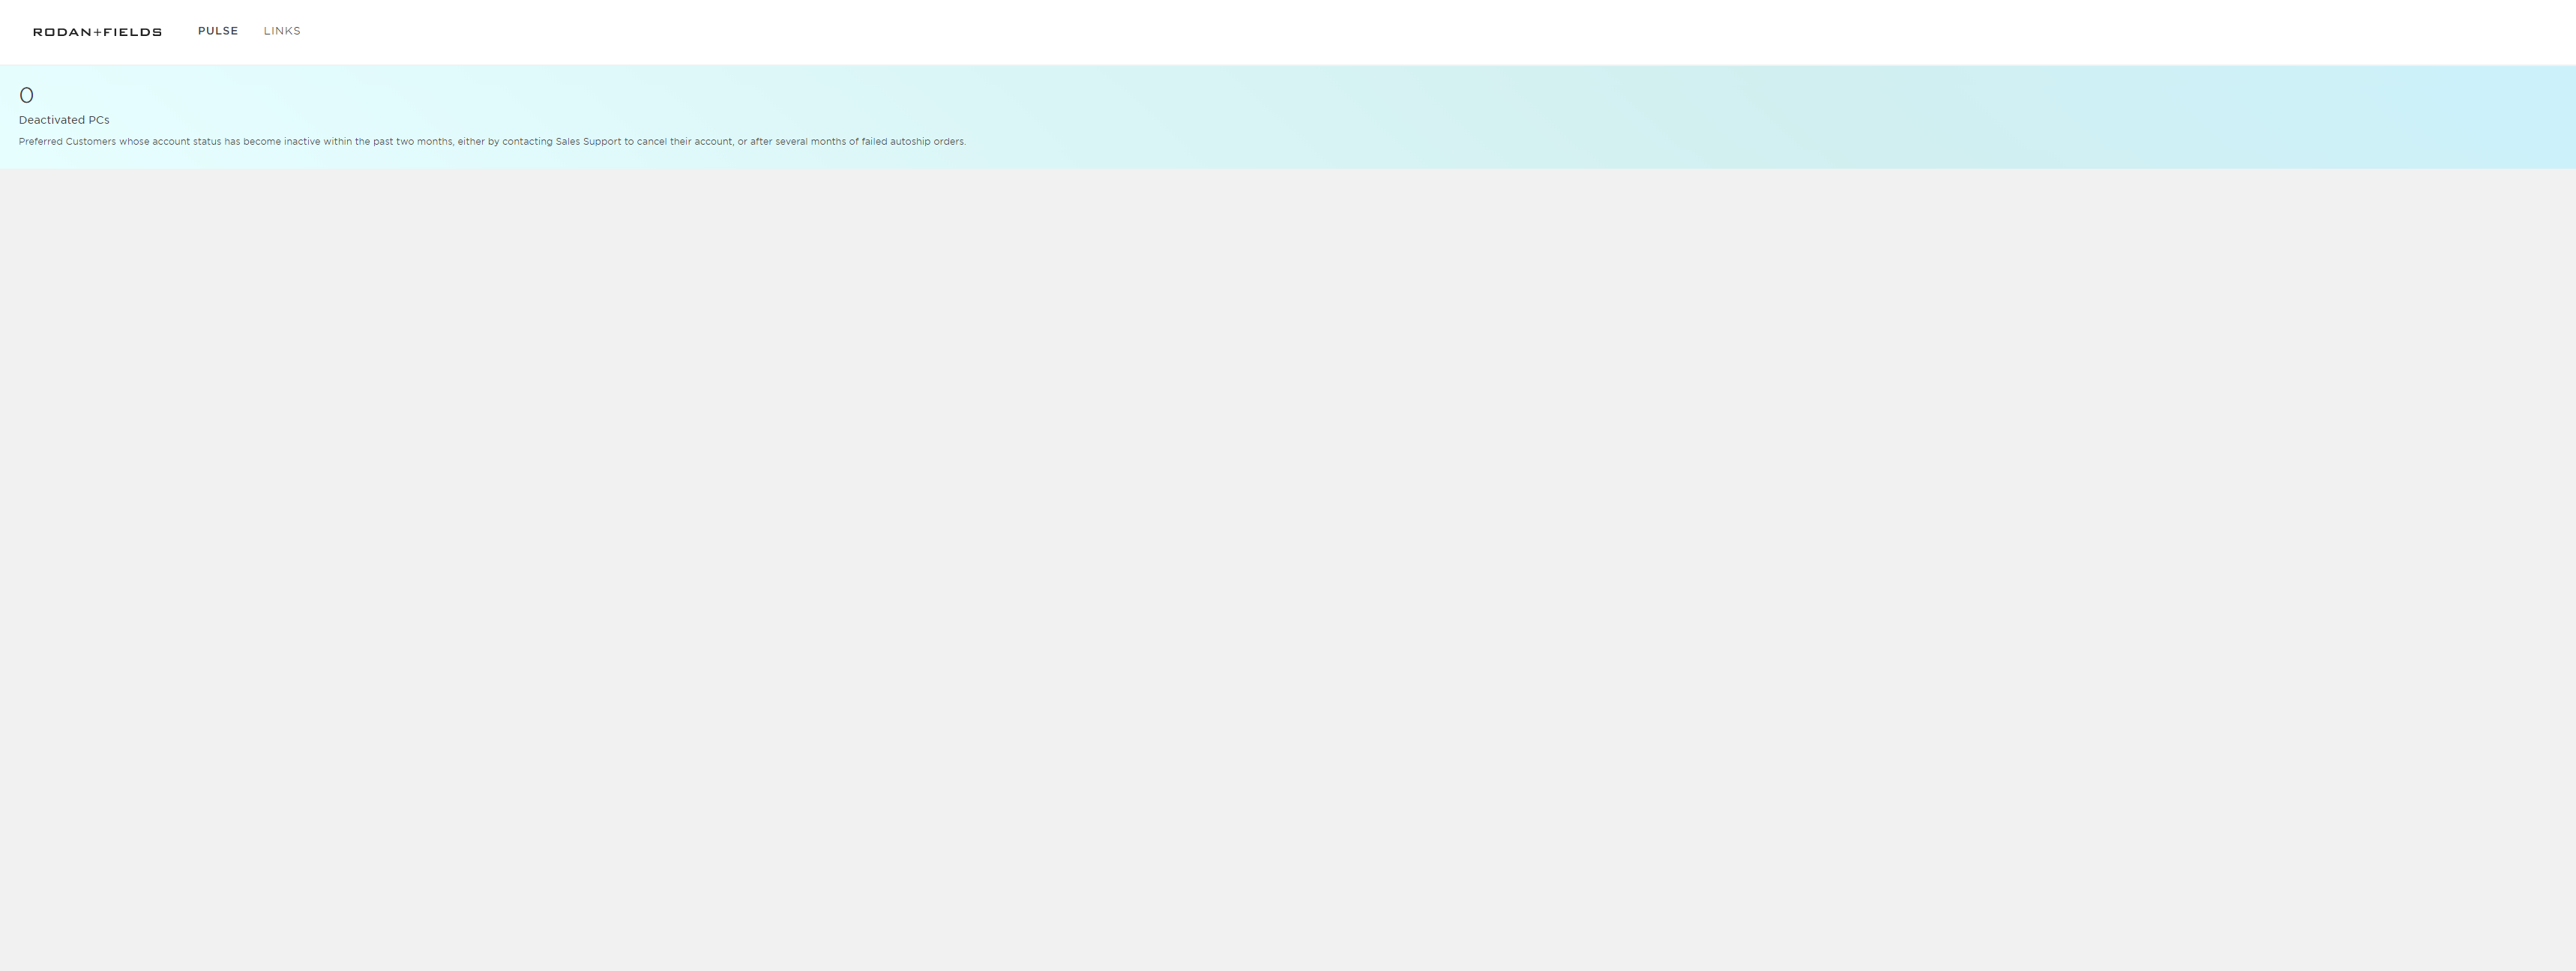 RODAN+FIELDS PULSE LINKS
0
Deactivated PCs
Preferred Customers whose account status has become inactive within the past two months, either by contacting Sales Support to cancel their account, or after several months of failed autoship orders.